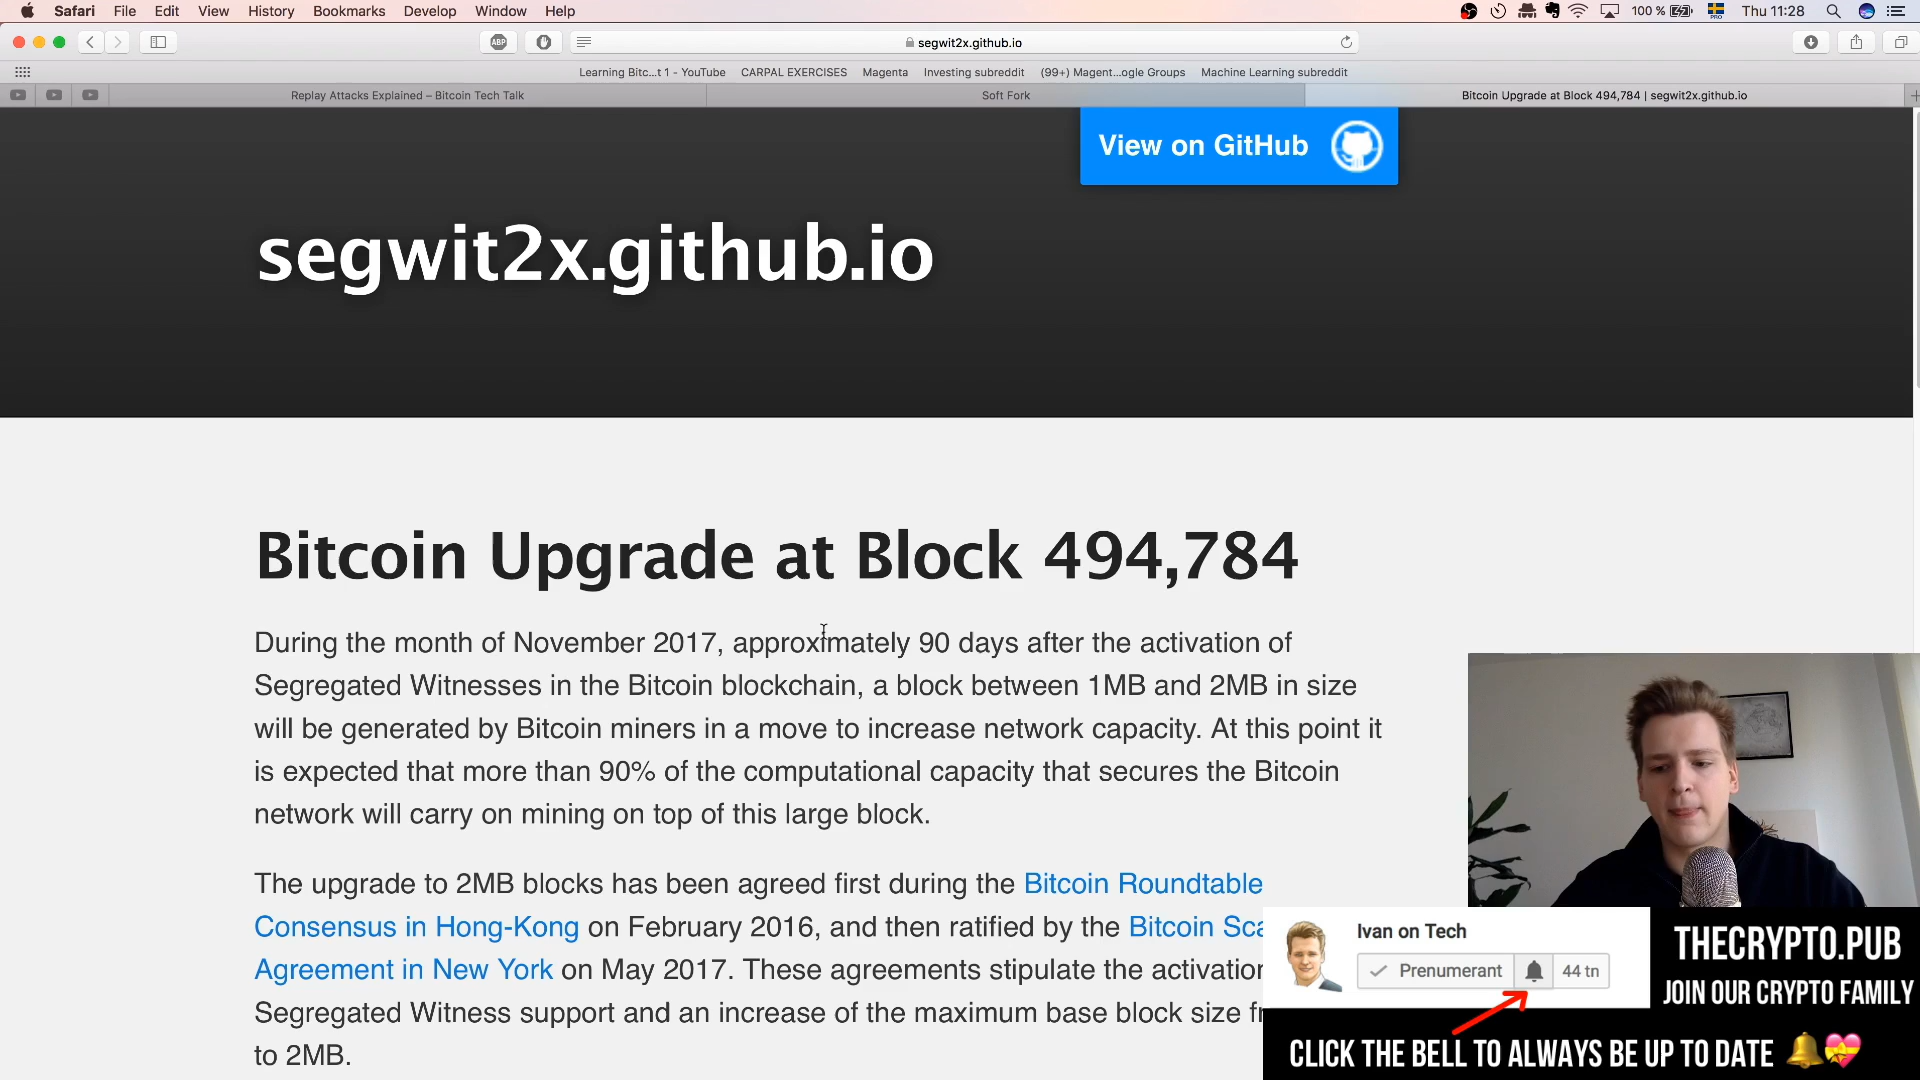 Safari File Edit View History Bookmarks Develop Window Help 100 % PRO Thu 11:28
ABP segwit2x.github.io
Learning Bitc...t 1 - YouTube CARPAL EXERCISES Magenta Investing subreddit (99+) Magent...ogle Groups Machine Learning subreddit
Replay Attacks Explained – Bitcoin Tech Talk Soft Fork Bitcoin Upgrade at Block 494,784 | segwit2x.github.io
View on GitHub
segwit2x.github.io
Bitcoin Upgrade at Block 494,784
During the month of November 2017, approximately 90 days after the activation of
Segregated Witnesses in the Bitcoin blockchain, a block between 1MB and 2MB in size
will be generated by Bitcoin miners in a move to increase network capacity. At this point it
is expected that more than 90% of the computational capacity that secures the Bitcoin
network will carry on mining on top of this large block.
The upgrade to 2MB blocks has been agreed first during the Bitcoin Roundtable
Consensus in Hong-Kong on February 2016, and then ratified by the Bitcoin Sca
Agreement in New York on May 2017. These agreements stipulate the activation
Segregated Witness support and an increase of the maximum base block size f
to 2MB.
Ivan on Tech
Prenumerant 44 tn
THECRYPTO.PUB
JOIN OUR CRYPTO FAMILY
CLICK THE BELL TO ALWAYS BE UP TO DATE